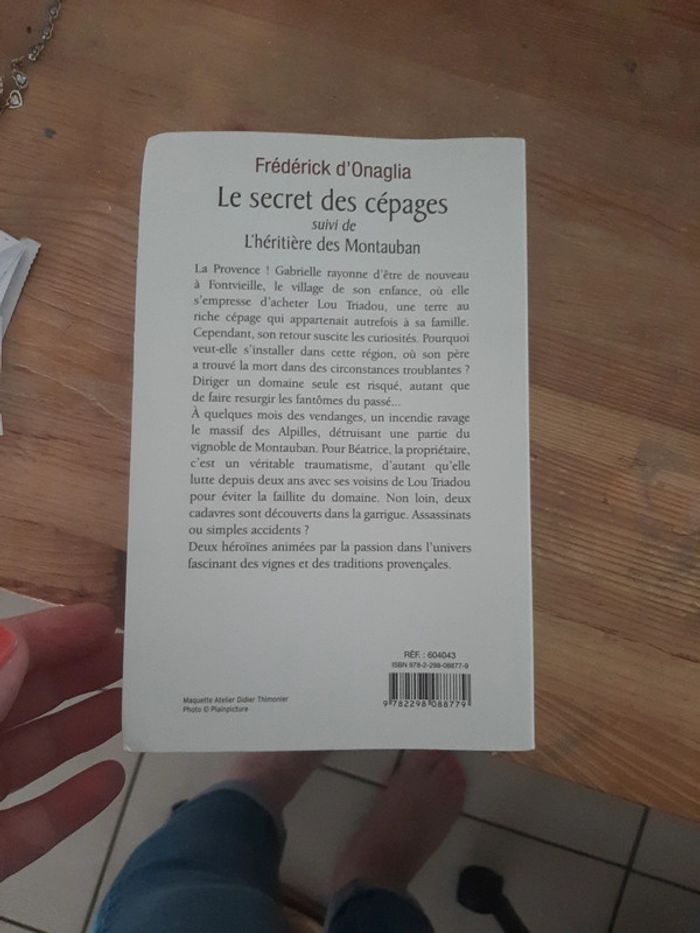 Frédérick d'Onaglia
Le secret des cépages
suivi de
L'héritière des Montauban
La Provence ! Gabrielle rayonne d'être de nouveau
à Fontvieille, le village de son enfance, où elle
s'empresse d'acheter Lou Triadou, une terre au
riche cépage qui appartenait autrefois à sa famille.
Cependant, son retour suscite les curiosités. Pourquoi
veut-elle s'installer dans cette région, où son père
a trouvé la mort dans des circonstances troublantes ?
Diriger un domaine seule est risqué, autant que
de faire resurgir les fantômes du passé...
À quelques mois des vendanges, un incendie ravage
le massif des Alpilles, détruisant une partie du
vignoble de Montauban. Pour Béatrice, la propriétaire,
c'est un véritable traumatisme, d'autant qu'elle
lutte depuis deux ans avec ses voisins de Lou Triadou
pour éviter la faillite du domaine. Non loin, deux
cadavres sont découverts dans la garrigue. Assassinats
ou simples accidents ?
Deux héroïnes animées par la passion dans l'univers
fascinant des vignes et des traditions provençales.
RÉF. : 604043
ISBN 978-2-298-08877-9
9 782298 088779
Maquette Atelier Didier Thimonier
Photo © Plainpicture